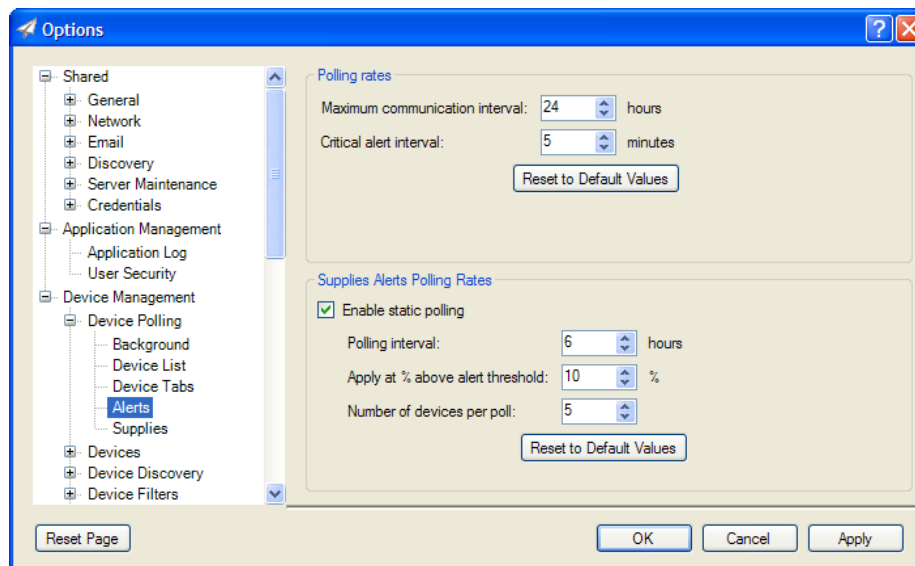 Options
Shared
General
Network
Email
Discovery
Server Maintenance
Credentials
Application Management
Application Log
User Security
Device Management
Device Polling
Background
Device List
Device Tabs
Alerts
Supplies
Devices
Device Discovery
Device Filters
Polling rates
Maximum communication interval: 24 hours
Critical alert interval: 5 minutes
Reset to Default Values
Supplies Alerts Polling Rates
Enable static polling
Polling interval: 6 hours
Apply at % above alert threshold: 10 %
Number of devices per poll: 5
Reset to Default Values
Reset Page OK Cancel Apply